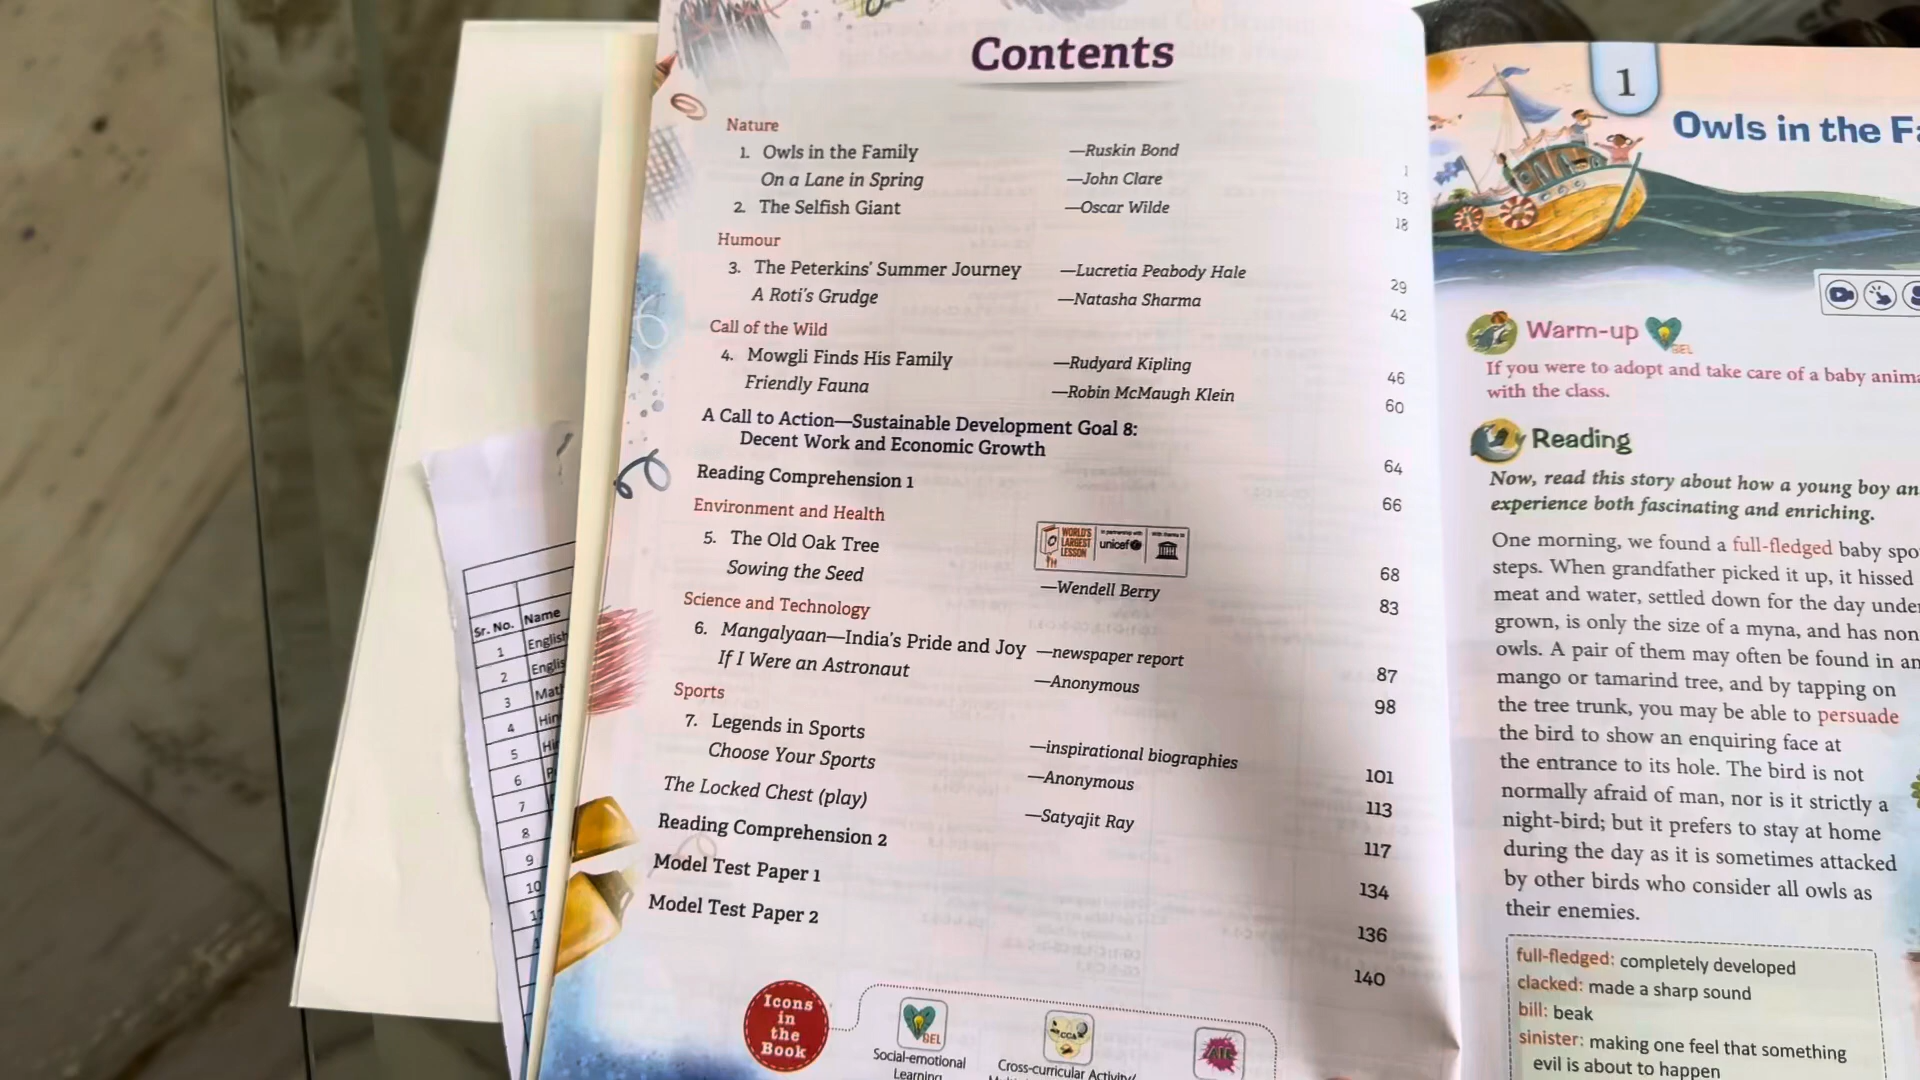 Contents
Nature
1. Owls in the Family —Ruskin Bond 1
On a Lane in Spring —John Clare 13
2. The Selfish Giant —Oscar Wilde 18
Humour
3. The Peterkins' Summer Journey —Lucretia Peabody Hale 29
A Roti's Grudge —Natasha Sharma 42
Call of the Wild
4. Mowgli Finds His Family —Rudyard Kipling 46
Friendly Fauna —Robin McMaugh Klein 60
A Call to Action—Sustainable Development Goal 8:
Decent Work and Economic Growth 64
Reading Comprehension 1 66
Environment and Health
5. The Old Oak Tree 68
WORLD'S
LARGEST
LESSON
unicef
Sowing the Seed —Wendell Berry 83
Science and Technology
6. Mangalyaan—India's Pride and Joy —newspaper report 87
If I Were an Astronaut —Anonymous 98
Sports
7. Legends in Sports —inspirational biographies 101
Choose Your Sports —Anonymous 113
The Locked Chest (play) —Satyajit Ray 117
Reading Comprehension 2 134
Model Test Paper 1 136
Model Test Paper 2 140
Icons
in
the
Book
SEL
Social-emotional
Learning
CCA
Cross-curricular Activity/
AIL
1
Owls in the Fa
Warm-up
SEL
If you were to adopt and take care of a baby anima
with the class.
Reading
Now, read this story about how a young boy an
experience both fascinating and enriching.
One morning, we found a full-fledged baby spo
steps. When grandfather picked it up, it hissed
meat and water, settled down for the day under
grown, is only the size of a myna, and has non
owls. A pair of them may often be found in an
mango or tamarind tree, and by tapping on
the tree trunk, you may be able to persuade
the bird to show an enquiring face at
the entrance to its hole. The bird is not
normally afraid of man, nor is it strictly a
night-bird; but it prefers to stay at home
during the day as it is sometimes attacked
by other birds who consider all owls as
their enemies.
full-fledged: completely developed
clacked: made a sharp sound
bill: beak
sinister: making one feel that something
evil is about to happen
Sr. No. Name
1 English
2 Englis
3 Mat
4 Hin
5 Hi
6 P
7
8
9
10